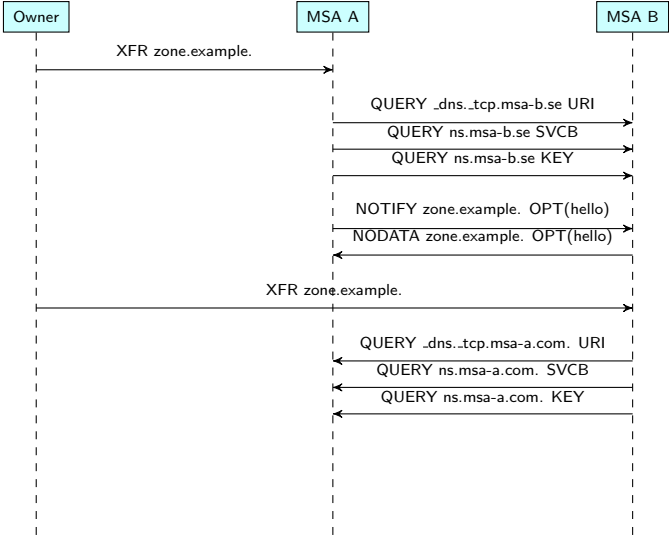 Owner
MSA A
MSA B
XFR zone.example.
QUERY _dns._tcp.msa-b.se URI
QUERY ns.msa-b.se SVCB
QUERY ns.msa-b.se KEY
NOTIFY zone.example. OPT(hello)
NODATA zone.example. OPT(hello)
XFR zone.example.
QUERY _dns._tcp.msa-a.com. URI
QUERY ns.msa-a.com. SVCB
QUERY ns.msa-a.com. KEY